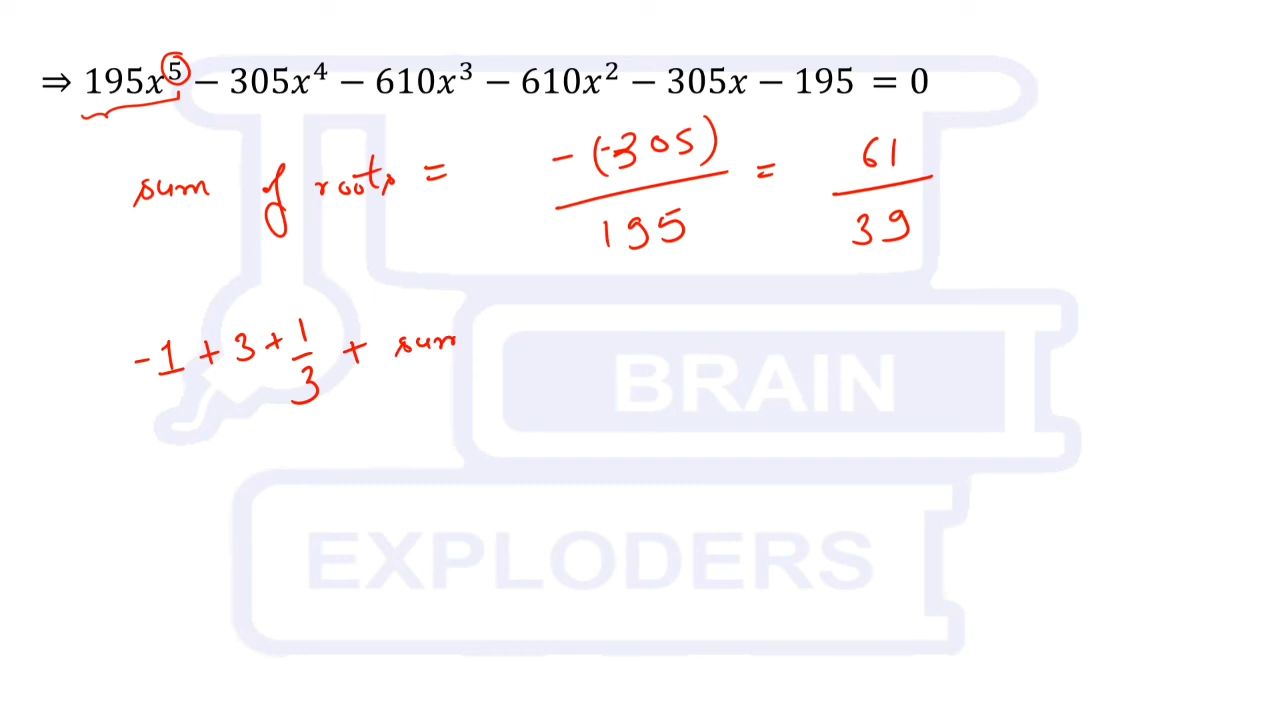 ⇒ 195x⁵ − 305x⁴ − 610x³ − 610x² − 305x − 195 = 0
sum of roots = -(-305)/195 = 61/39
-1 + 3 + 1/3 + sum
BRAIN
EXPLODERS